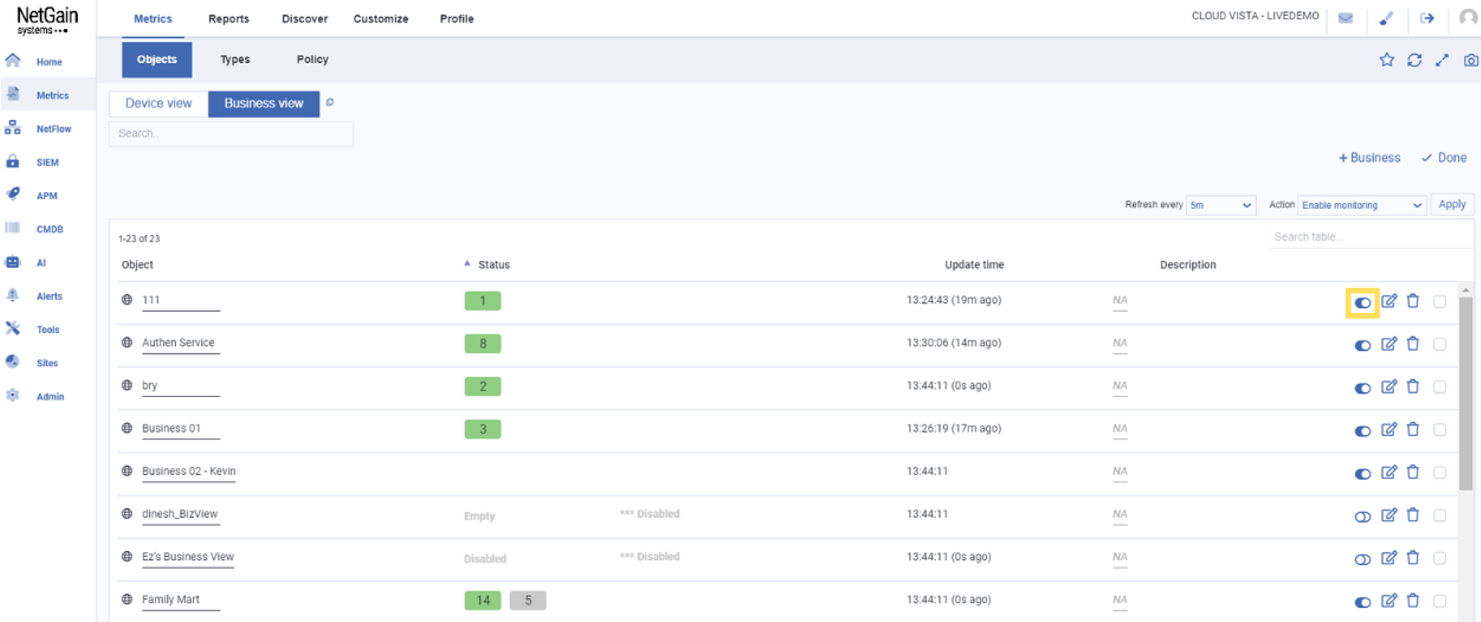 NetGain
systems
Metrics Reports Discover Customize Profile
CLOUD VISTA - LIVEDEMO
Home
Metrics
NetFlow
SIEM
APM
CMDB
AI
Alerts
Tools
Sites
Admin
Objects Types Policy
Device view Business view
Search..
+ Business Done
Refresh every 5m Action Enable monitoring Apply
1-23 of 23
Search table...
Object Status Update time Description
111 1 13:24:43 (19m ago) NA
Authen Service 8 13:30:06 (14m ago) NA
bry 2 13:44:11 (0s ago) NA
Business 01 3 13:26:19 (17m ago) NA
Business 02 - Kevin 13:44:11 NA
dinesh_BizView Empty *** Disabled 13:44:11 NA
Ez's Business View Disabled *** Disabled 13:44:11 (0s ago) NA
Family Mart 14 5 13:44:11 (0s ago) NA